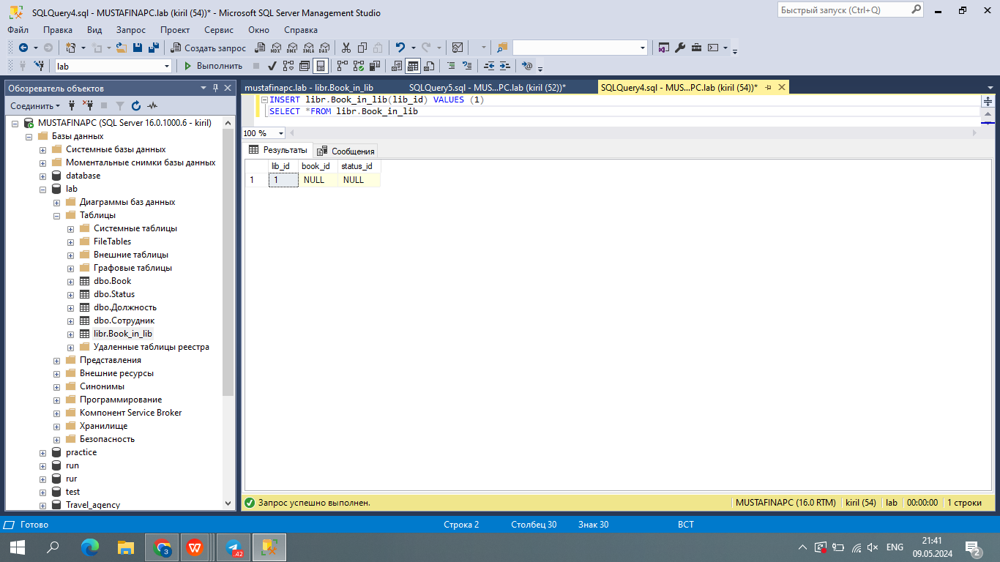 SQLQuery4.sql - MUSTAFINAPC.lab (kiril (54))* - Microsoft SQL Server Management Studio
Быстрый запуск (Ctrl+Q)
Файл Правка Вид Запрос Проект Сервис Окно Справка
Создать запрос MDX DMX XMLA DAX
lab Выполнить
Обозреватель объектов
mustafinapc.lab - libr.Book_in_lib SQLQuery5.sql - MUS...PC.lab (kiril (52))* SQLQuery4.sql - MUS...PC.lab (kiril (54))*
Соединить
INSERT libr.Book_in_lib(lib_id) VALUES (1)
SELECT *FROM libr.Book_in_lib
100 %
Результаты Сообщения
lib_id book_id status_id
1 1 NULL NULL
MUSTAFINAPC (SQL Server 16.0.1000.6 - kiril)
Базы данных
Системные базы данных
Моментальные снимки базы данных
database
lab
Диаграммы баз данных
Таблицы
Системные таблицы
FileTables
Внешние таблицы
Графовые таблицы
dbo.Book
dbo.Status
dbo.Должность
dbo.Сотрудник
libr.Book_in_lib
Удаленные таблицы реестра
Представления
Внешние ресурсы
Синонимы
Программирование
Компонент Service Broker
Хранилище
Безопасность
practice
run
rur
test
Travel_agency
Запрос успешно выполнен. MUSTAFINAPC (16.0 RTM) kiril (54) lab 00:00:00 1 строки
Готово Строка 2 Столбец 30 Знак 30 ВСТ
3 W .42 ENG 21:41
09.05.2024 2